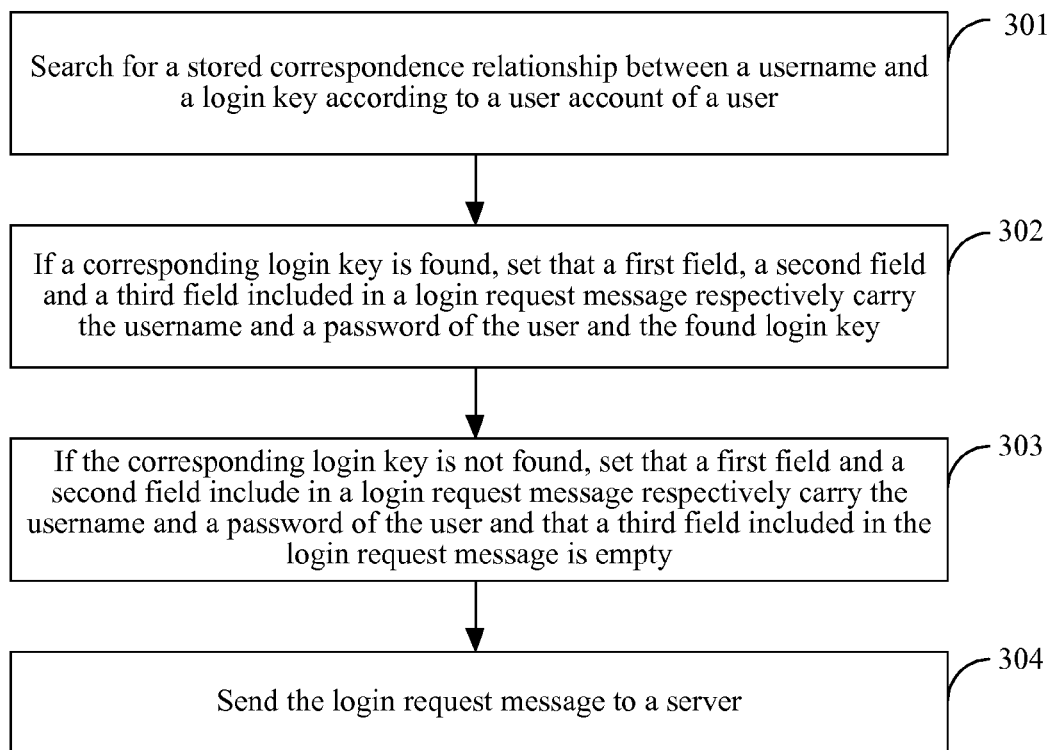 301
Search for a stored correspondence relationship between a username and
a login key according to a user account of a user
302
If a corresponding login key is found, set that a first field, a second field
and a third field included in a login request message respectively carry
the username and a password of the user and the found login key
303
If the corresponding login key is not found, set that a first field and a
second field include in a login request message respectively carry the
username and a password of the user and that a third field included in the
login request message is empty
304
Send the login request message to a server